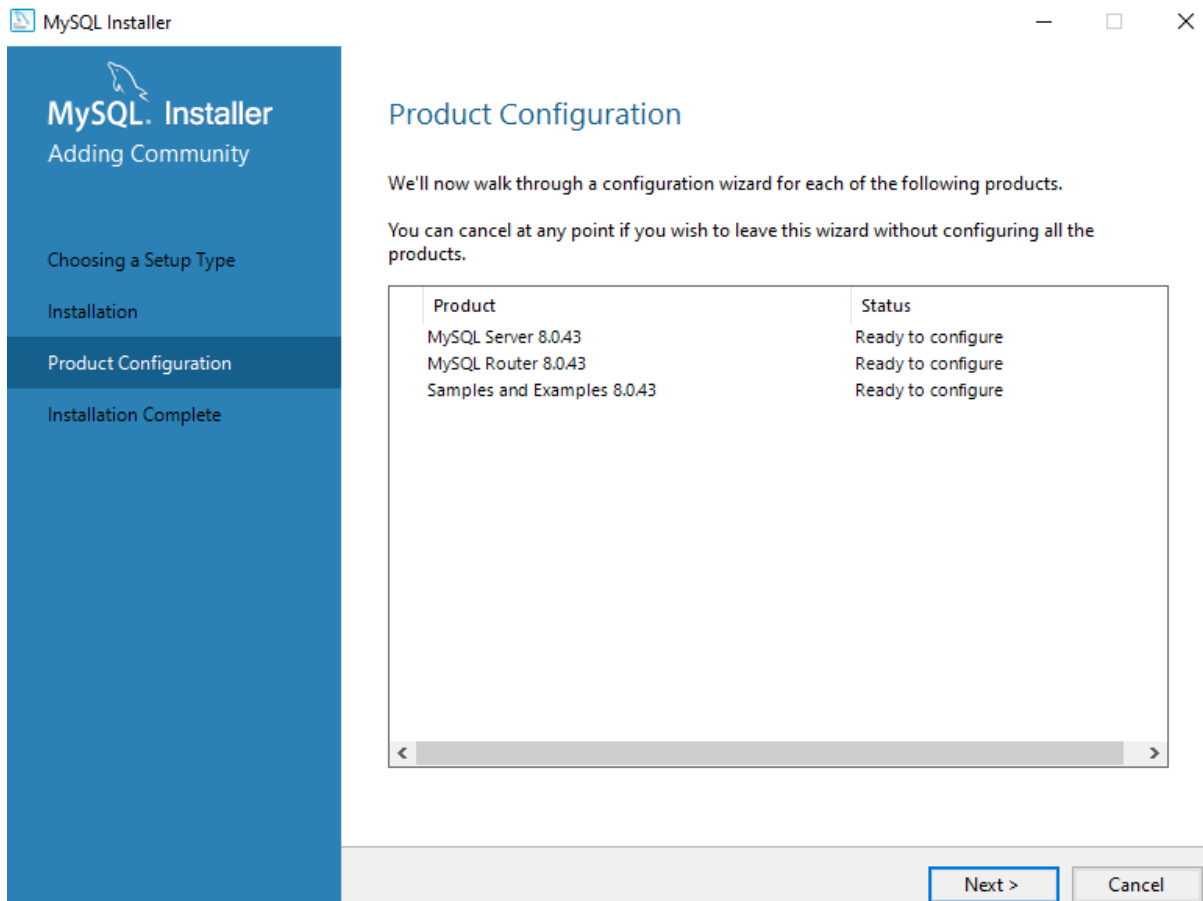 MySQL Installer
MySQL. Installer
Adding Community
Choosing a Setup Type
Installation
Product Configuration
Installation Complete
Product Configuration
We'll now walk through a configuration wizard for each of the following products.
You can cancel at any point if you wish to leave this wizard without configuring all the
products.
Product Status
MySQL Server 8.0.43 Ready to configure
MySQL Router 8.0.43 Ready to configure
Samples and Examples 8.0.43 Ready to configure
Next > Cancel